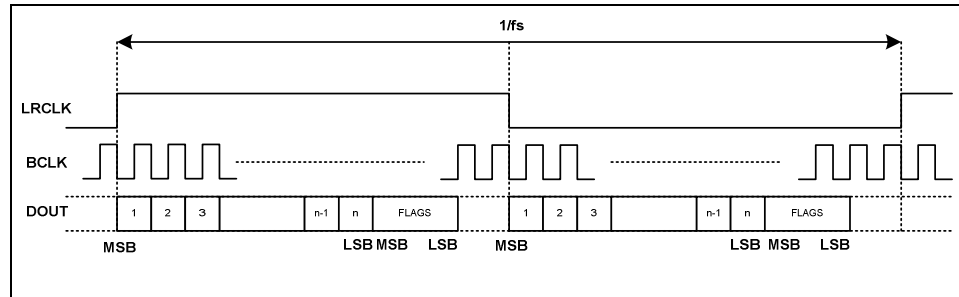 1/fs
LRCLK
BCLK
DOUT 1 2 3 n-1 n FLAGS 1 2 3 n-1 n FLAGS
MSB LSB MSB LSB MSB LSB MSB LSB